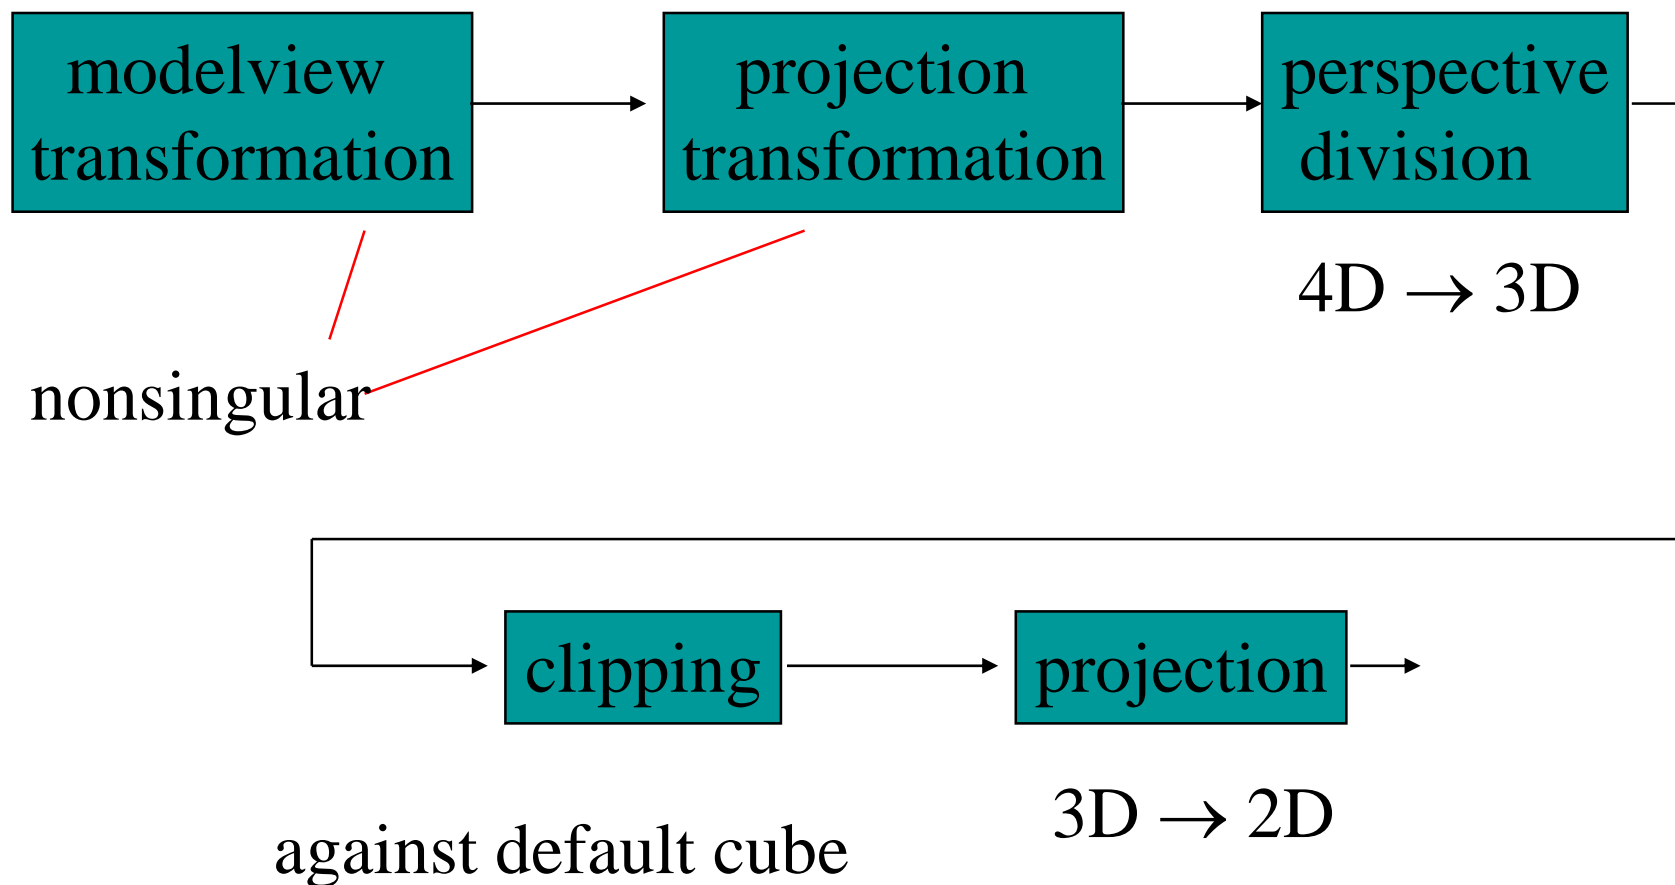 modelview
transformation
projection
transformation
perspective
division
4D → 3D
nonsingular
clipping
projection
3D → 2D
against default cube